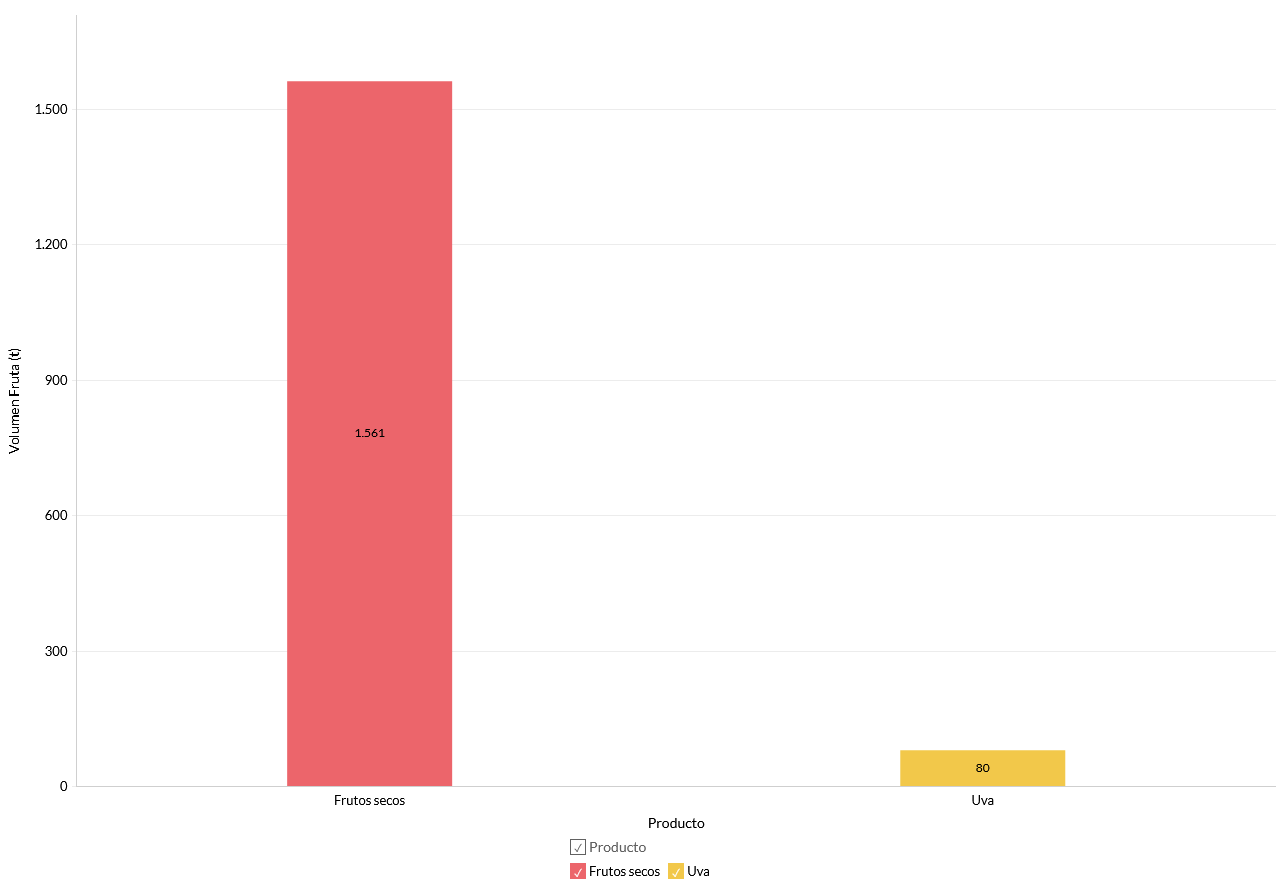 Volumen Fruta (t)
1.500
1.200
900
600
300
0
1.561
80
Frutos secos
Uva
Producto
Producto
Frutos secos Uva